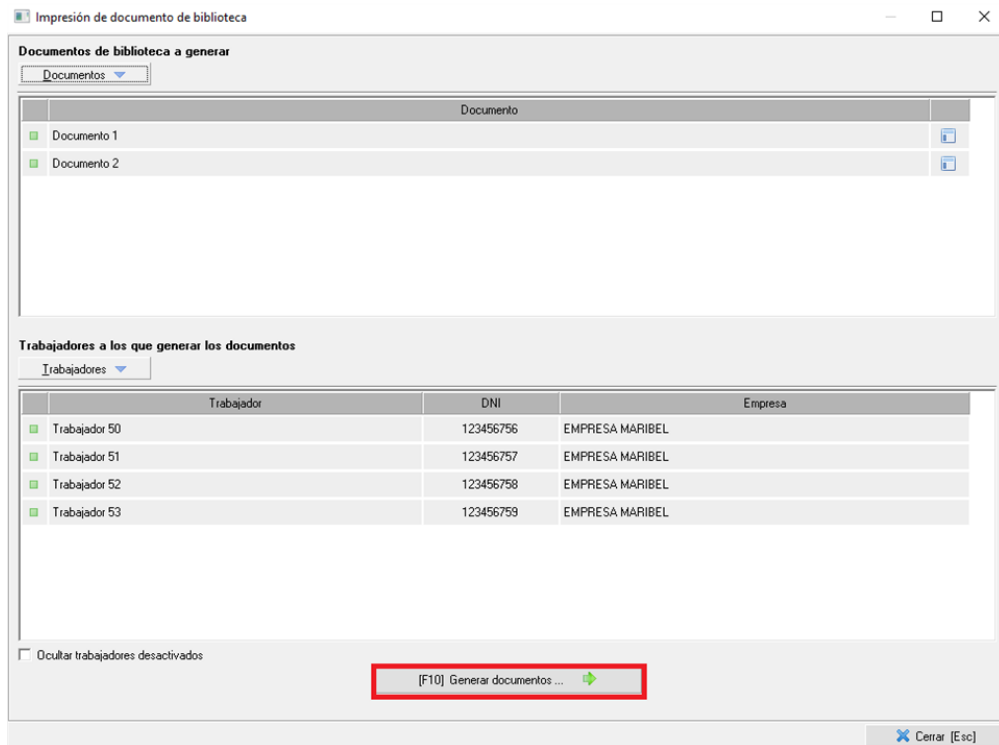 Impresión de documento de biblioteca
Documentos de biblioteca a generar
Documentos
Documento
Documento 1
Documento 2
Trabajadores a los que generar los documentos
Trabajadores
Trabajador DNI Empresa
Trabajador 50 123456756 EMPRESA MARIBEL
Trabajador 51 123456757 EMPRESA MARIBEL
Trabajador 52 123456758 EMPRESA MARIBEL
Trabajador 53 123456759 EMPRESA MARIBEL
Ocultar trabajadores desactivados
[F10] Generar documentos ...
Cerrar [Esc]